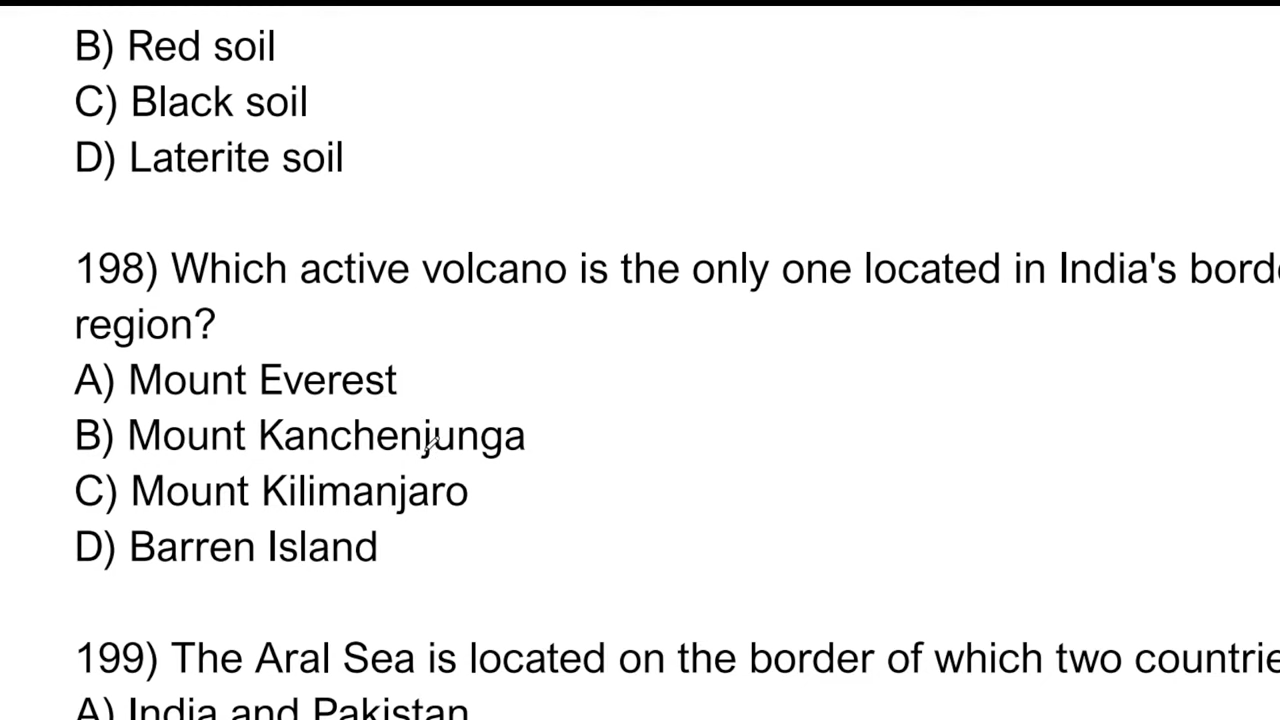 B) Red soil
C) Black soil
D) Laterite soil
198) Which active volcano is the only one located in India's
region?
A) Mount Everest
B) Mount Kanchenjunga
C) Mount Kilimanjaro
D) Barren Island
199) The Aral Sea is located on the border of which two
A) India and Pakistan